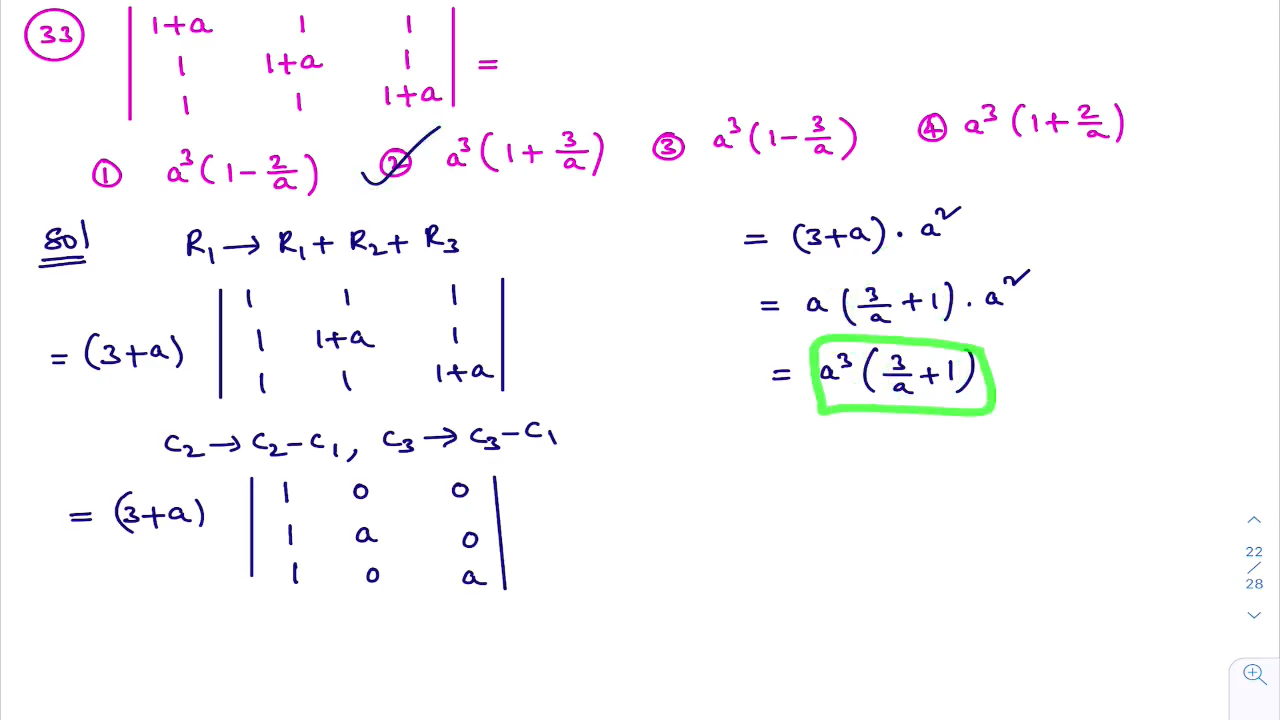 33 | 1+a 1 1 |
| 1 1+a 1 | =
| 1 1 1+a |
① a³(1 − 2/a) ② a³(1 + 3/a) ③ a³(1 − 3/a) ④ a³(1 + 2/a)
Sol R₁ → R₁ + R₂ + R₃
= (3+a) | 1 1 1 |
| 1 1+a 1 |
| 1 1 1+a |
C₂ → C₂ − C₁, C₃ → C₃ − C₁
= (3+a) | 1 0 0 |
| 1 a 0 |
| 1 0 a |
= (3+a) · a²
= a(3/a + 1) · a²
= a³(3/a + 1)
22
/
28